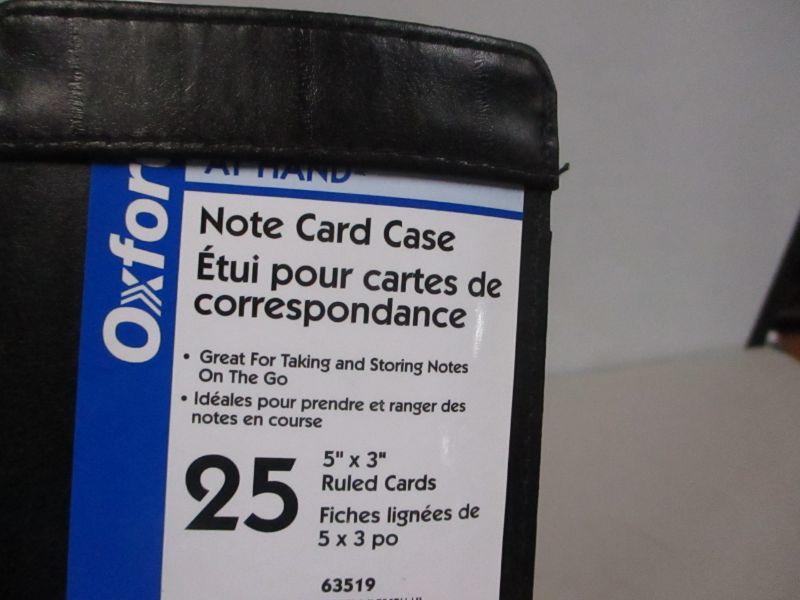 Oxfor
AT HAND
Note Card Case
Étui pour cartes de
correspondance
• Great For Taking and Storing Notes
On The Go
• Idéales pour prendre et ranger des
notes en course
25
5" x 3"
Ruled Cards
Fiches lignées de
5 x 3 po
63519